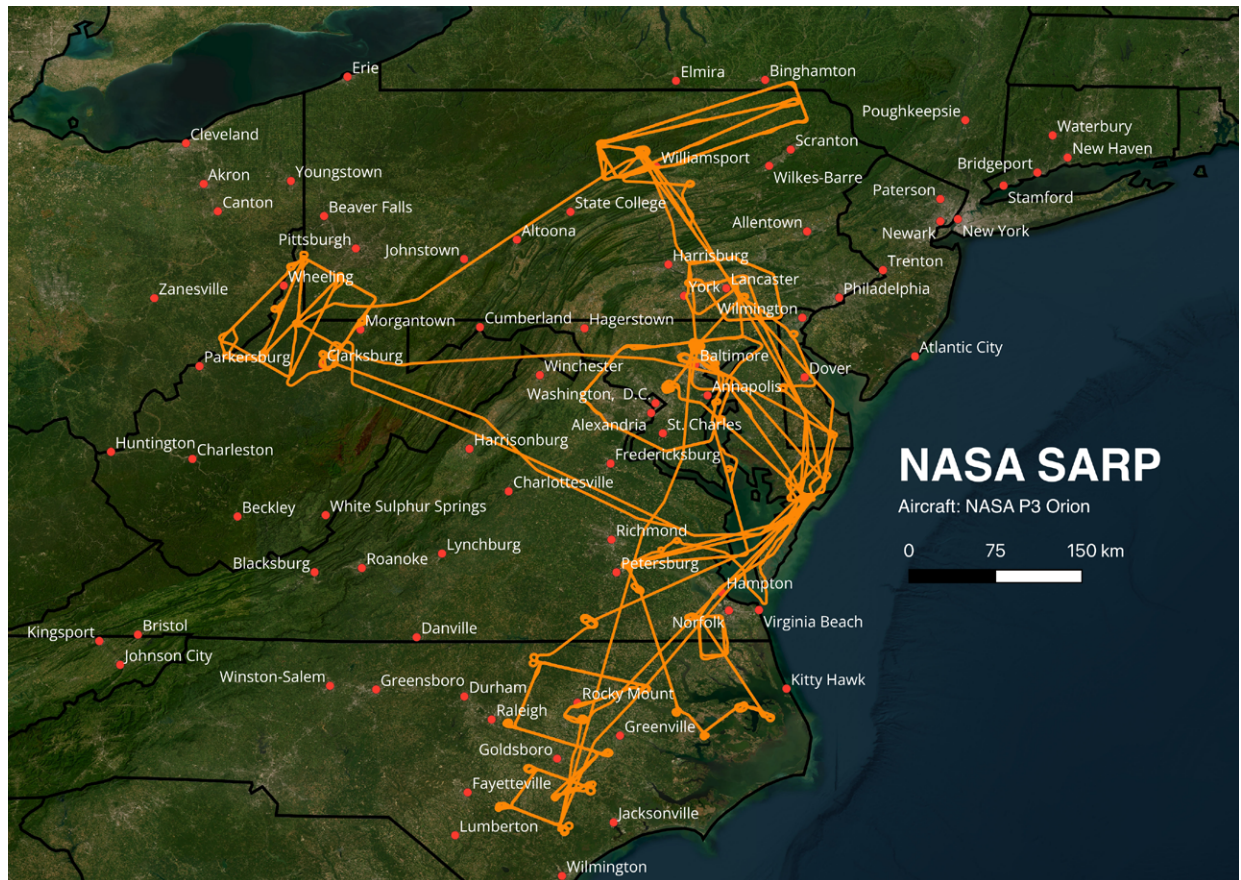 Erie
Elmira
Binghamton
Poughkeepsie
Cleveland
Waterbury
Scranton
New Haven
Williamsport
Bridgeport
Akron
Youngstown
Wilkes-Barre
Paterson
Stamford
Canton
Beaver Falls
State College
Allentown
Newark
New York
Pittsburgh
Altoona
Johnstown
Harrisburg
Trenton
Wheeling
Lancaster
Zanesville
York
Philadelphia
Wilmington
Morgantown
Cumberland
Hagerstown
Atlantic City
Parkersburg
Clarksburg
Baltimore
Winchester
Dover
Washington, D.C.
Annapolis
Alexandria
St. Charles
Huntington
Harrisonburg
Charleston
Fredericksburg
NASA SARP
Charlottesville
Aircraft: NASA P3 Orion
Beckley
White Sulphur Springs
Richmond
0 75 150 km
Lynchburg
Blacksburg
Roanoke
Petersburg
Hampton
Norfolk
Virginia Beach
Kingsport
Bristol
Danville
Johnson City
Winston-Salem
Greensboro
Durham
Rocky Mount
Kitty Hawk
Raleigh
Greenville
Goldsboro
Fayetteville
Jacksonville
Lumberton
Wilmington